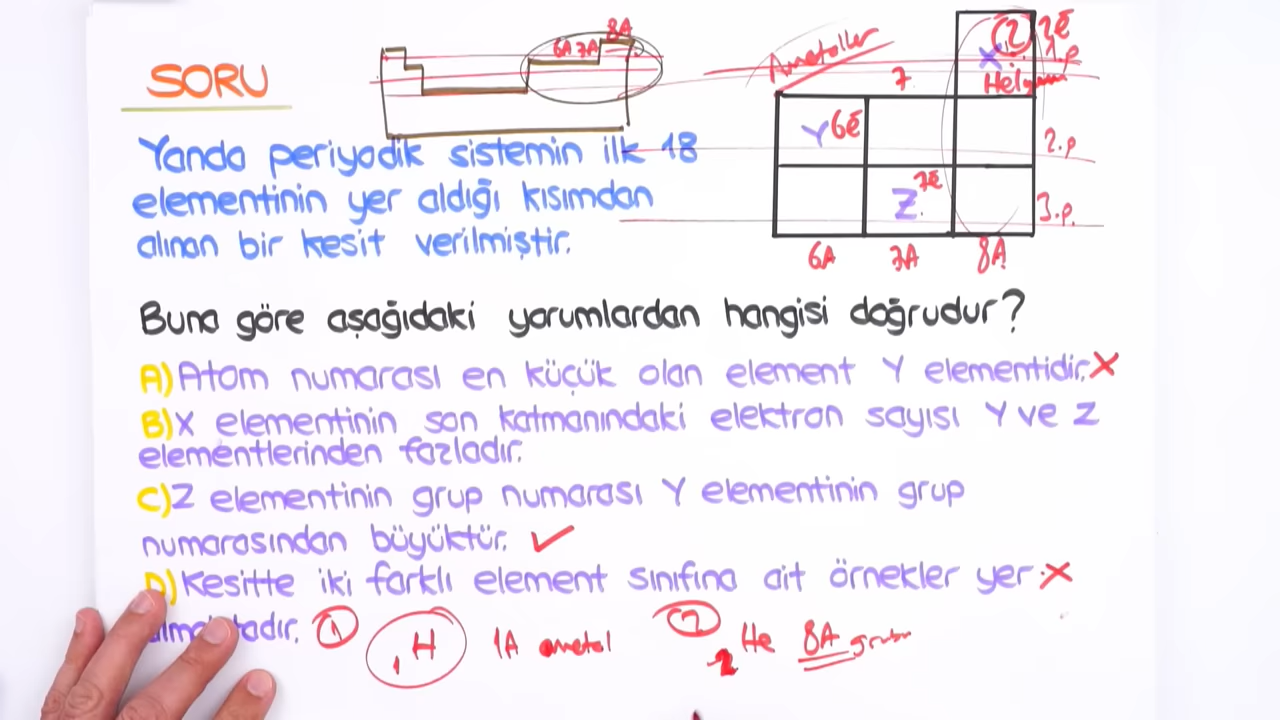 6A 7A 8A
SORU
Ametaller
7
X 2 2ē
1.p
Helyum
Yanda periyodik sistemin ilk 18
Y 6ē
2.p
elementinin yer aldığı kısımdan
Z 7ē
3.p
alınan bir kesit verilmiştir.
6A 7A 8A
Buna göre aşağıdaki yorumlardan hangisi doğrudur?
A) Atom numarası en küçük olan element Y elementidir.
B) X elementinin son katmanındaki elektron sayısı Y ve Z
elementlerinden fazladır.
C) Z elementinin grup numarası Y elementinin grup
numarasından büyüktür.
D) Kesitte iki farklı element sınıfına ait örnekler yer
tadır. 1 1H 1A ametal 2 2He 8A grubu